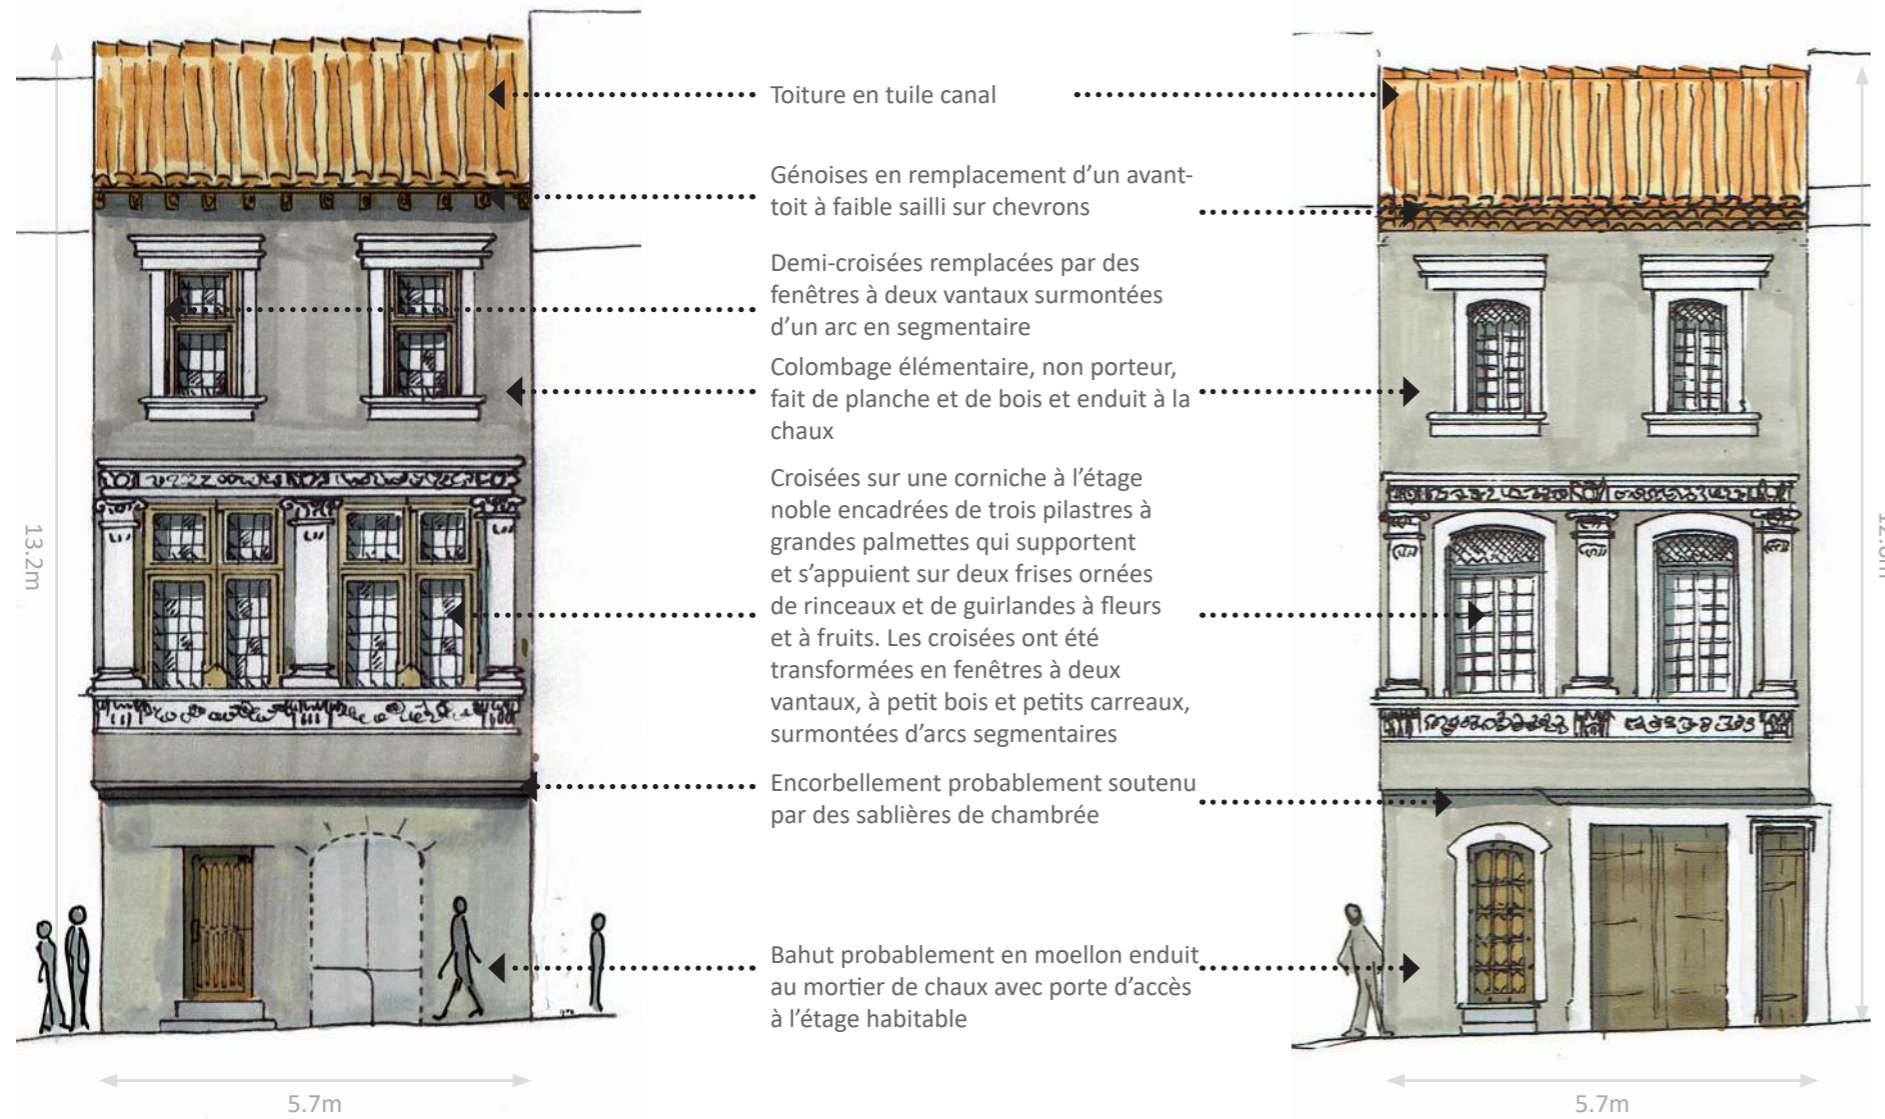 Toiture en tuile canal
Génoises en remplacement d’un avant-
toit à faible sailli sur chevrons
Demi-croisées remplacées par des
fenêtres à deux vantaux surmontées
d’un arc en segmentaire
Colombage élémentaire, non porteur,
fait de planche et de bois et enduit à la
chaux
Croisées sur une corniche à l’étage
noble encadrées de trois pilastres à
grandes palmettes qui supportent
et s’appuient sur deux frises ornées
de rinceaux et de guirlandes à fleurs
et à fruits. Les croisées ont été
transformées en fenêtres à deux
vantaux, à petit bois et petits carreaux,
surmontées d’arcs segmentaires
Encorbellement probablement soutenu
par des sablières de chambrée
Bahut probablement en moellon enduit
au mortier de chaux avec porte d’accès
à l’étage habitable
13.2m
5.7m
5.7m